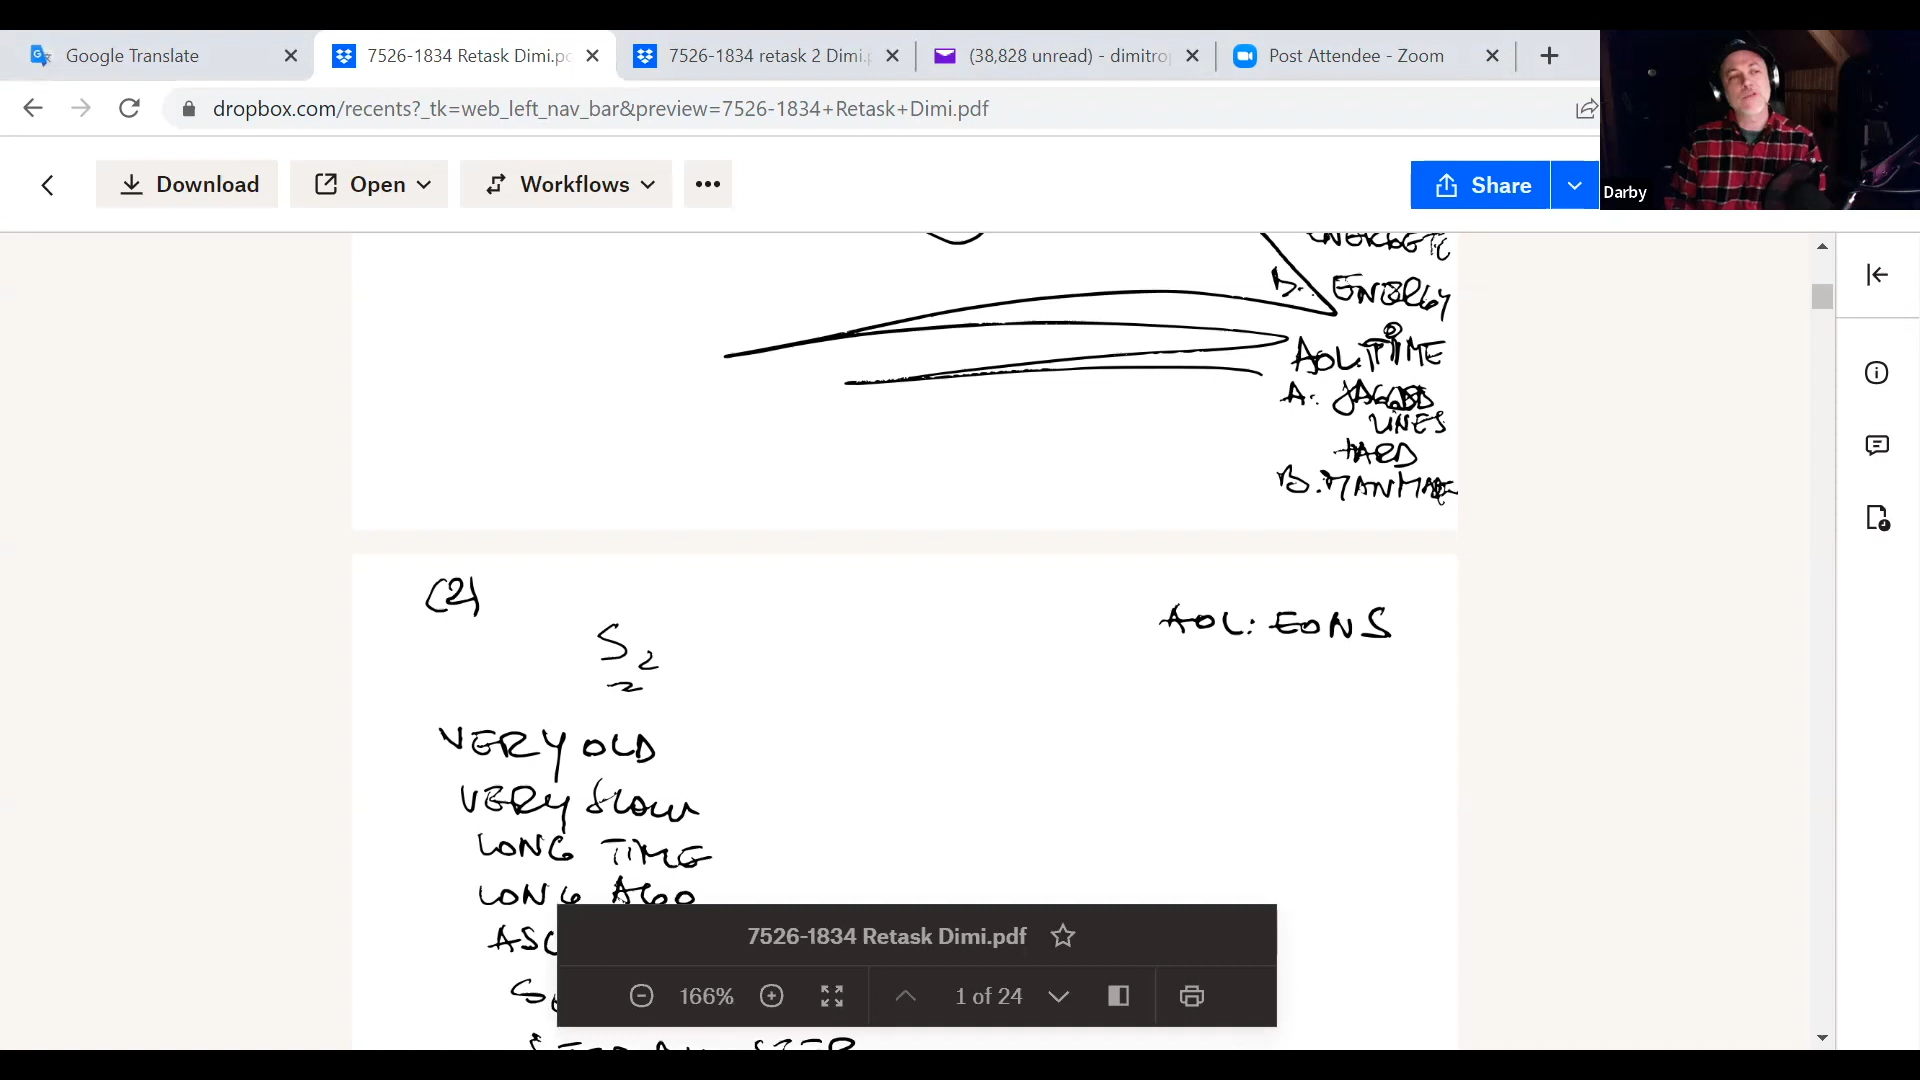 Google Translate
7526-1834 Retask Dimi.pd
7526-1834 retask 2 Dimi.p
(38,828 unread) - dimitro
Post Attendee - Zoom
dropbox.com/recents?_tk=web_left_nav_bar&preview=7526-1834+Retask+Dimi.pdf
Download
Open
Workflows
Share
Darby
B. ENERGY
AOL: TIME
A. JAGGED
LINES
HARD
B. MANMADE
(2)
S2
AOL: EONS
VERY OLD
VERY SLOW
LONG TIME
LONG AGO
ASC
7526-1834 Retask Dimi.pdf
166%
1 of 24